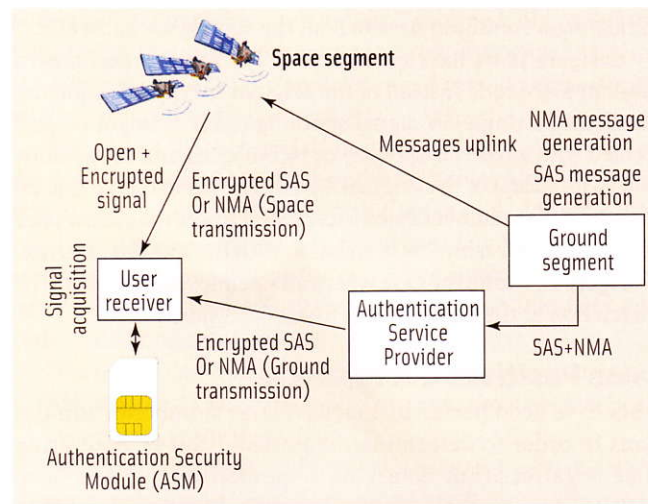 Space segment
NMA message
generation
SAS message
generation
Messages uplink
Open +
Encrypted
signal
Encrypted SAS
Or NMA (Space
transmission)
Ground
segment
Signal
acquisition
User
receiver
Authentication
Service
Provider
SAS+NMA
Encrypted SAS
Or NMA (Ground
transmission)
Authentication Security
Module (ASM)